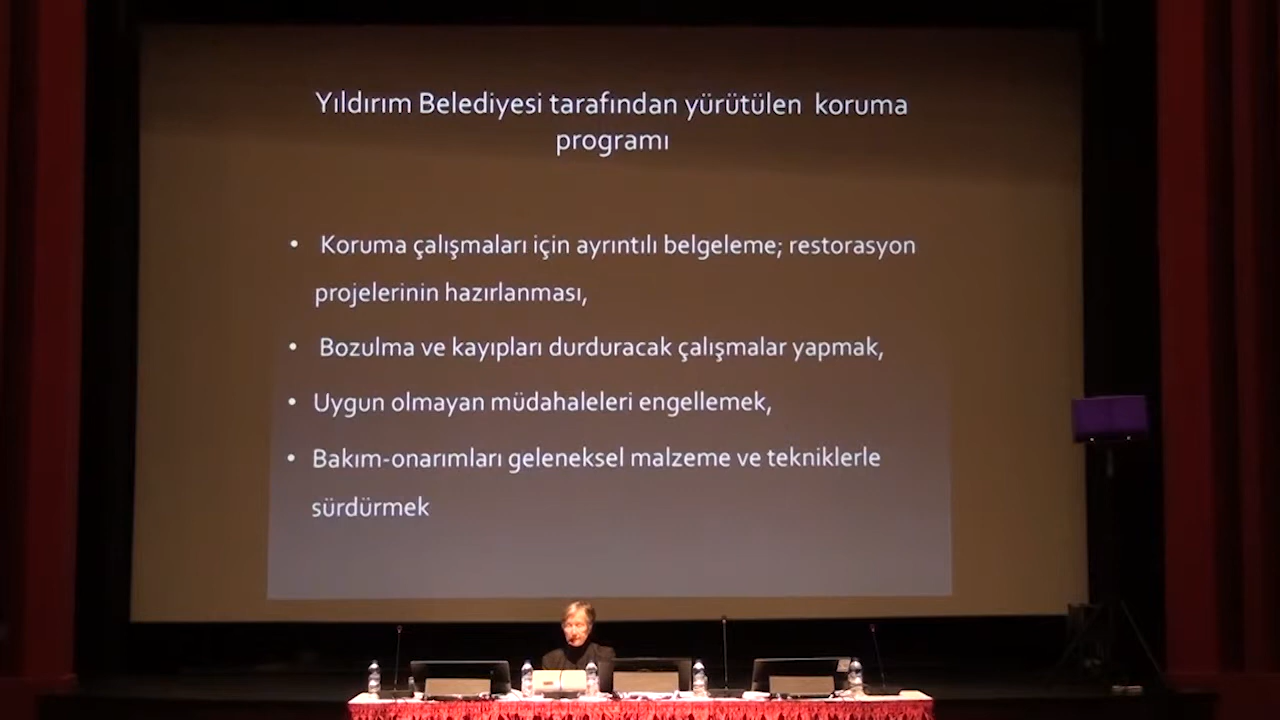 Yıldırım Belediyesi tarafından yürütülen koruma
programı
• Koruma çalışmaları için ayrıntılı belgeleme; restorasyon
projelerinin hazırlanması,
• Bozulma ve kayıpları durduracak çalışmalar yapmak,
• Uygun olmayan müdahaleleri engellemek,
• Bakım-onarımları geleneksel malzeme ve tekniklerle
sürdürmek